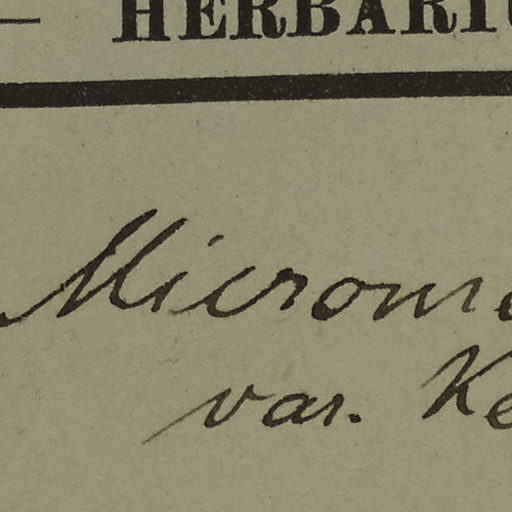 — HERBARIU
Microme
var. Ke